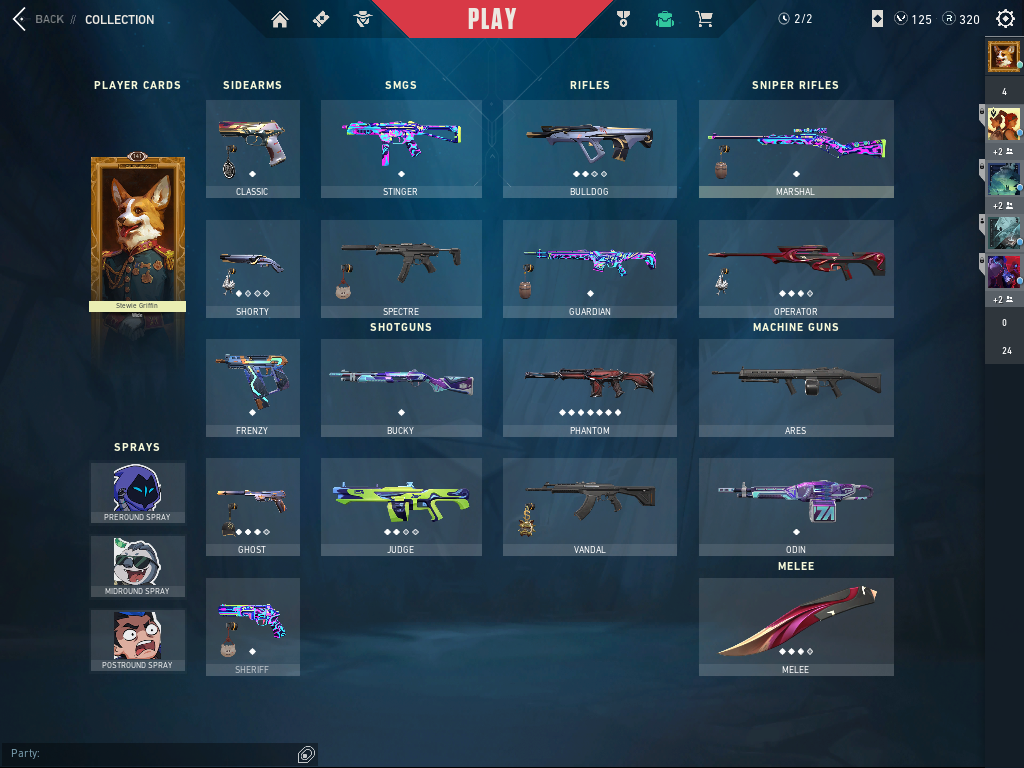 BACK // COLLECTION
PLAY
2/2
125
320
PLAYER CARDS
SIDEARMS
SMGS
RIFLES
SNIPER RIFLES
4
CLASSIC
STINGER
BULLDOG
MARSHAL
+2
141
+2
Stewie Griffin
Wide
SHORTY
SPECTRE
GUARDIAN
OPERATOR
+2
SHOTGUNS
MACHINE GUNS
0
24
FRENZY
BUCKY
PHANTOM
ARES
SPRAYS
PREROUND SPRAY
GHOST
JUDGE
VANDAL
ODIN
MELEE
MIDROUND SPRAY
POSTROUND SPRAY
SHERIFF
MELEE
Party: